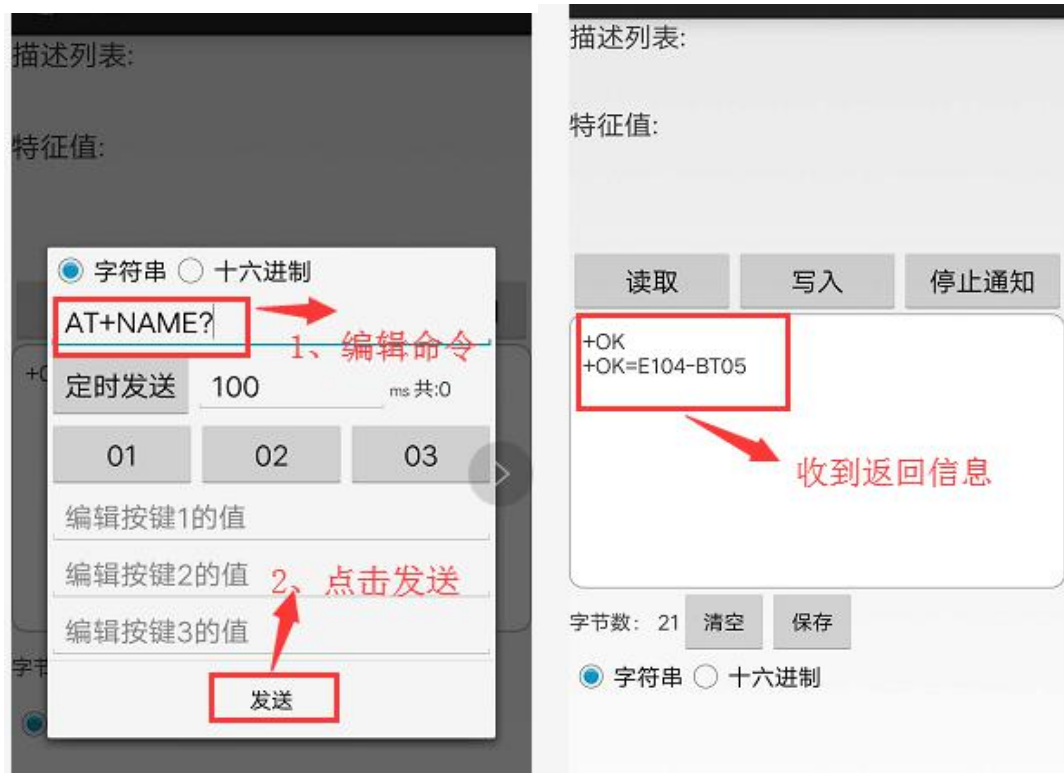 描述列表:
特征值:
字符串 十六进制
AT+NAME?
1、编辑命令
定时发送 100 ms 共:0
01 02 03
编辑按键1的值
编辑按键2的值
2、点击发送
编辑按键3的值
发送
描述列表:
特征值:
读取 写入 停止通知
+OK
+OK=E104-BT05
收到返回信息
字节数: 21 清空 保存
字符串 十六进制